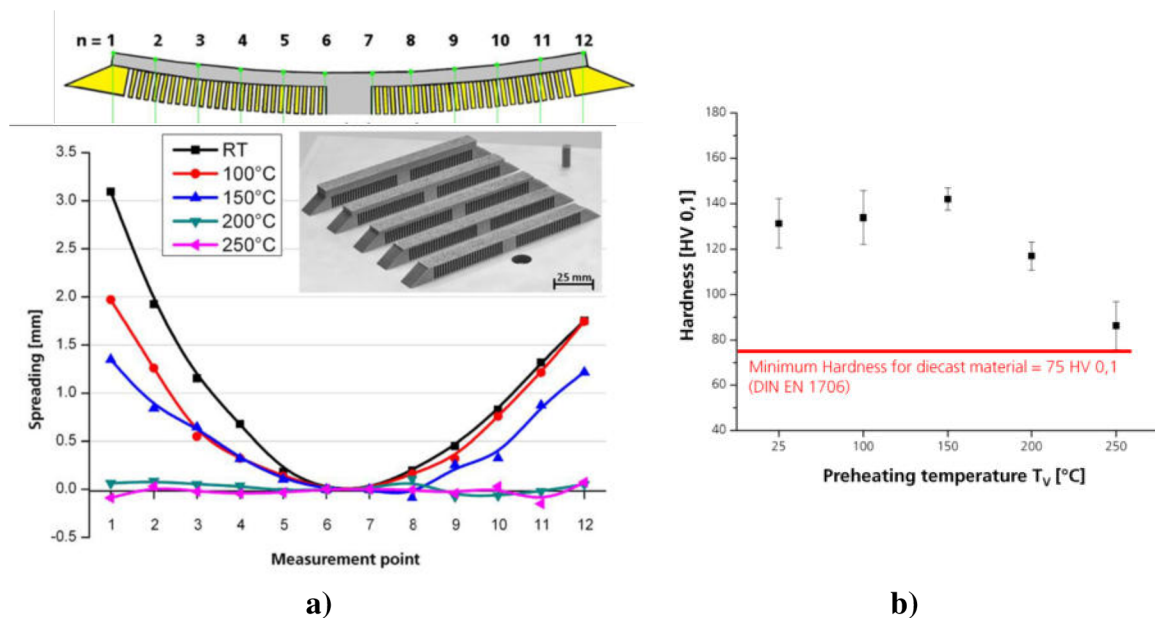 n = 1 2 3 4 5 6 7 8 9 10 11 12
3.5
3.0
2.5
2.0
1.5
1.0
0.5
0.0
-0.5
Spreading [mm]
RT
100°C
150°C
200°C
250°C
25 mm
1 2 3 4 5 6 7 8 9 10 11 12
Measurement point
a)
180
160
140
120
100
80
60
40
Hardness [HV 0,1]
Minimum Hardness for diecast material = 75 HV 0,1
(DIN EN 1706)
25 100 150 200 250
Preheating temperature TV [°C]
b)